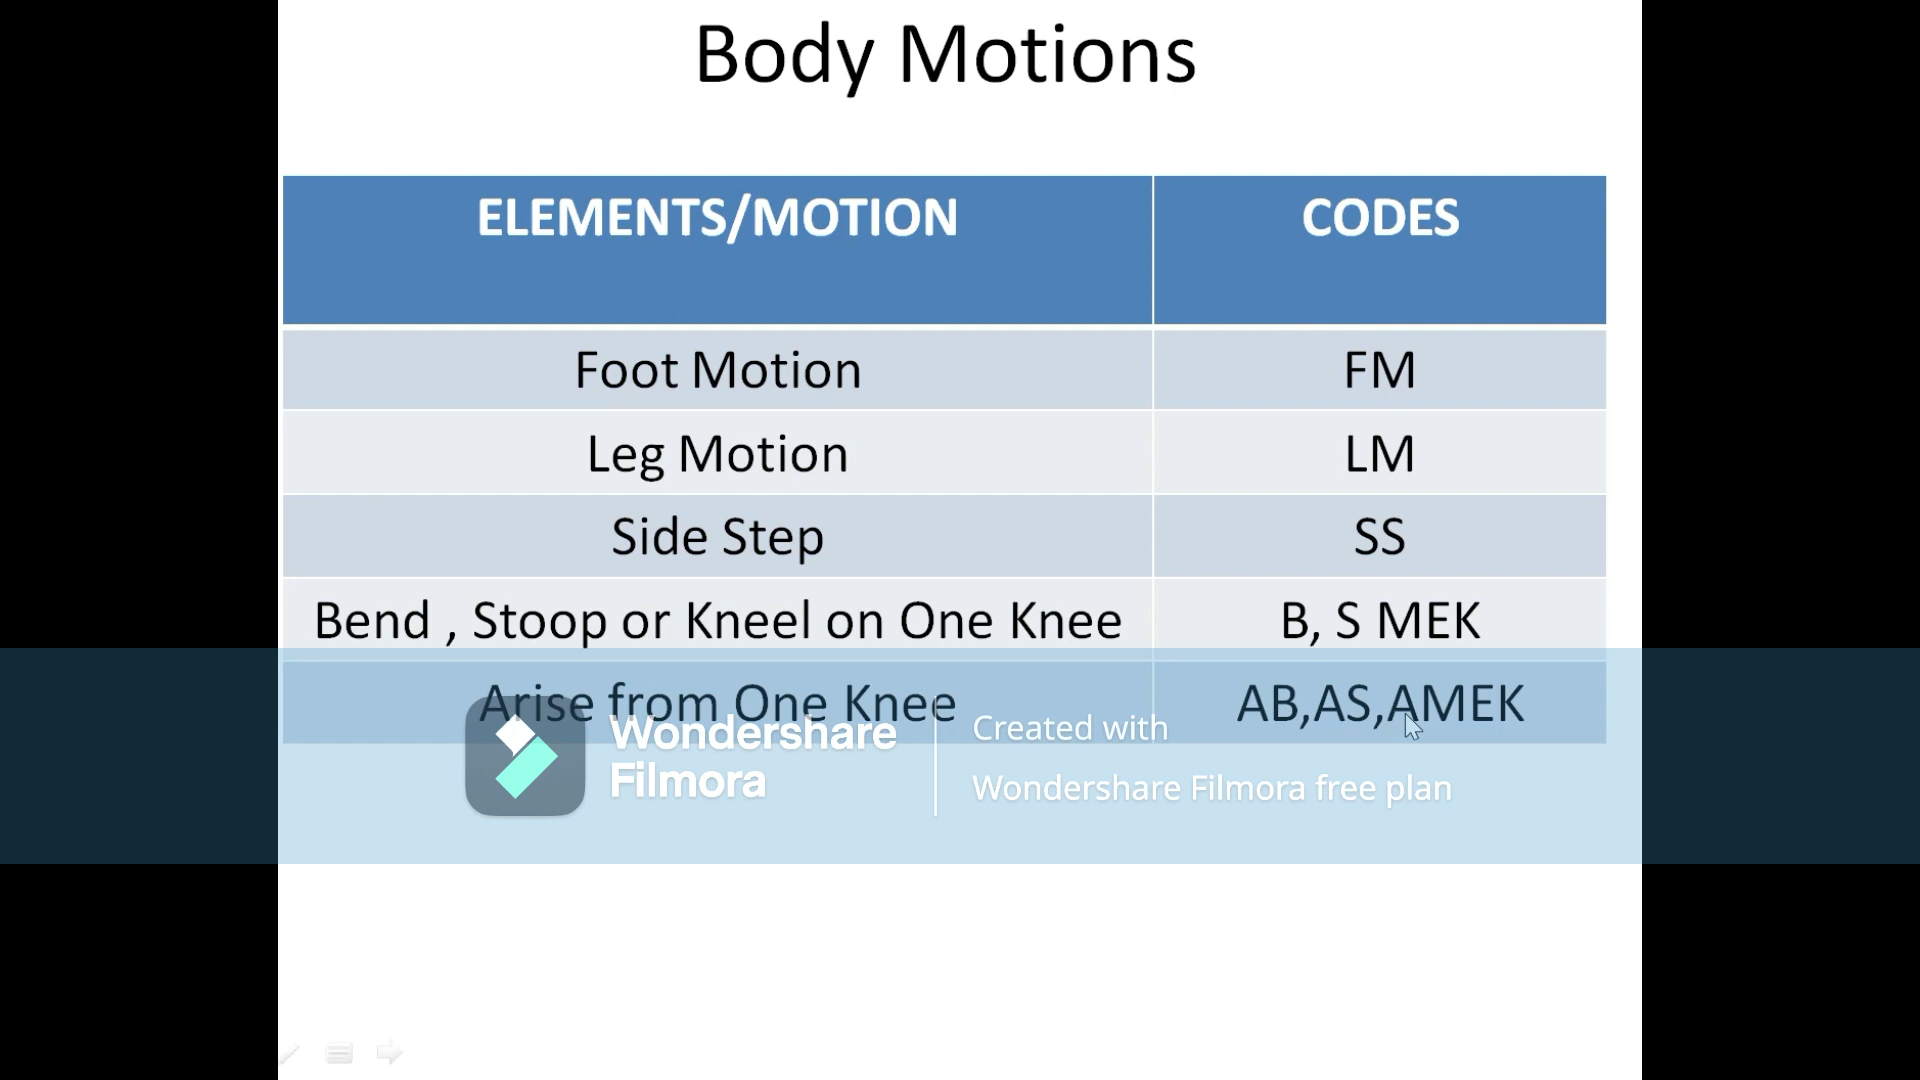 Body Motions
ELEMENTS/MOTION CODES
Foot Motion FM
Leg Motion LM
Side Step SS
Bend , Stoop or Kneel on One Knee B, S MEK
Arise from One Knee AB,AS,AMEK
Wondershare
Filmora
Created with
Wondershare Filmora free plan